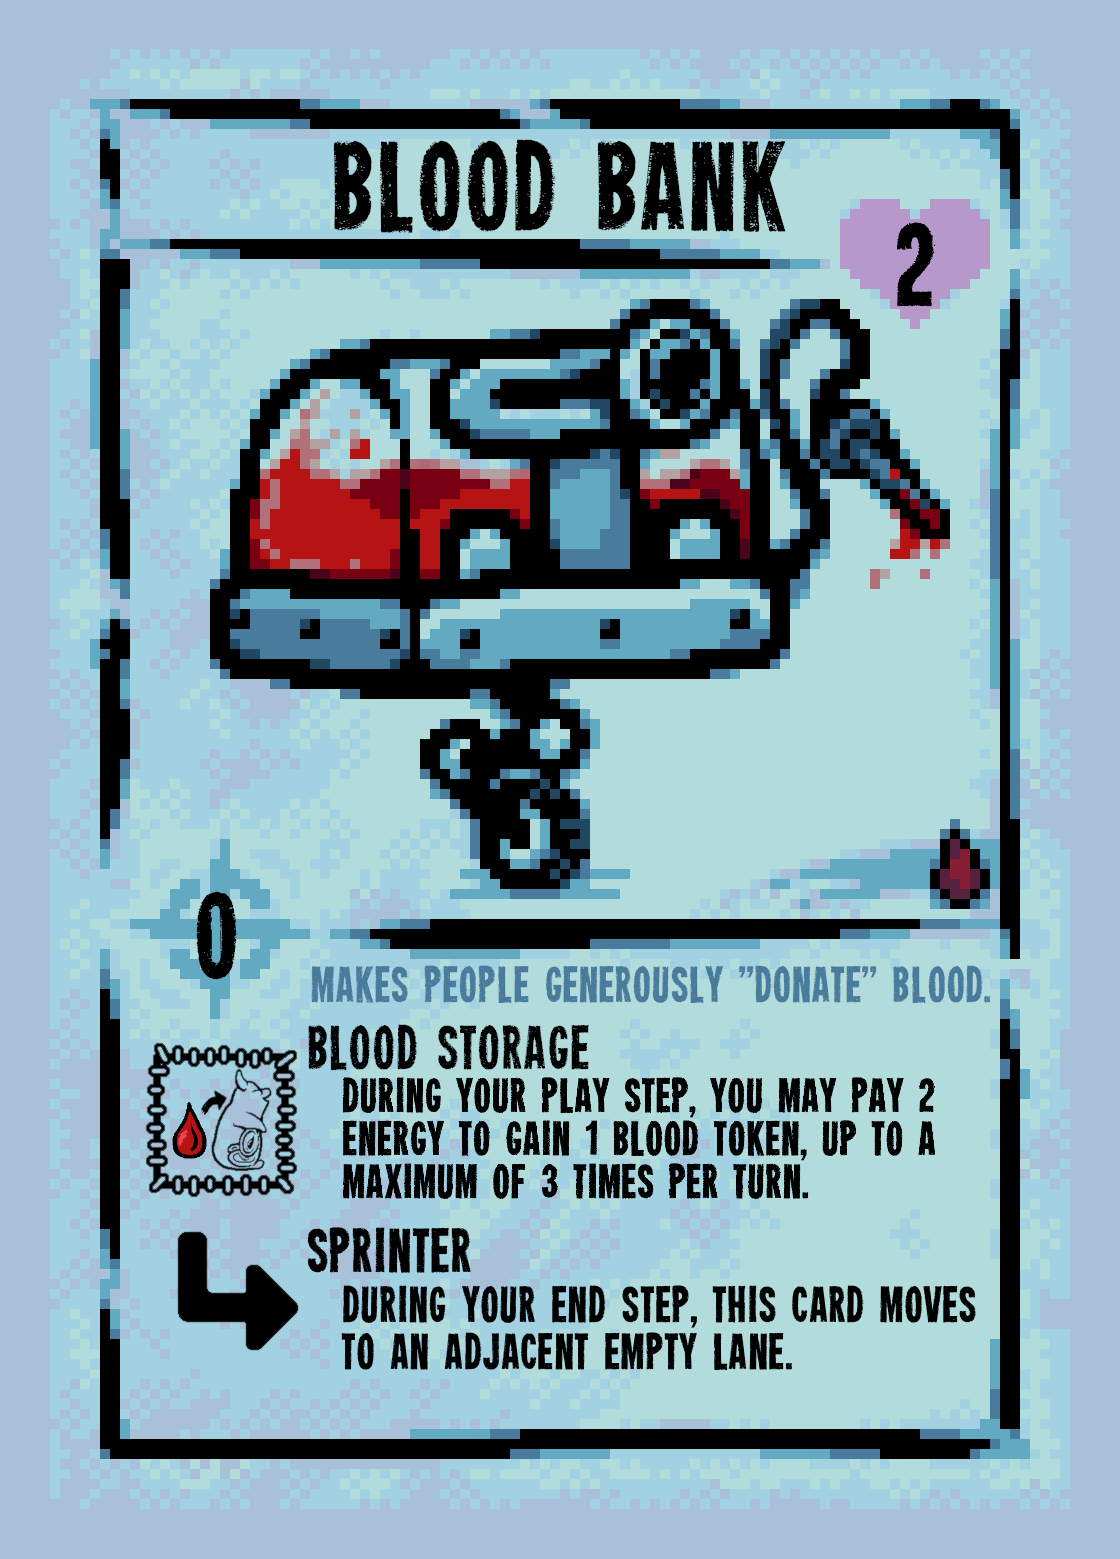 BLOOD BANK
2
0
MAKES PEOPLE GENEROUSLY "DONATE" BLOOD.
BLOOD STORAGE
DURING YOUR PLAY STEP, YOU MAY PAY 2
ENERGY TO GAIN 1 BLOOD TOKEN, UP TO A
MAXIMUM OF 3 TIMES PER TURN.
SPRINTER
DURING YOUR END STEP, THIS CARD MOVES
TO AN ADJACENT EMPTY LANE.